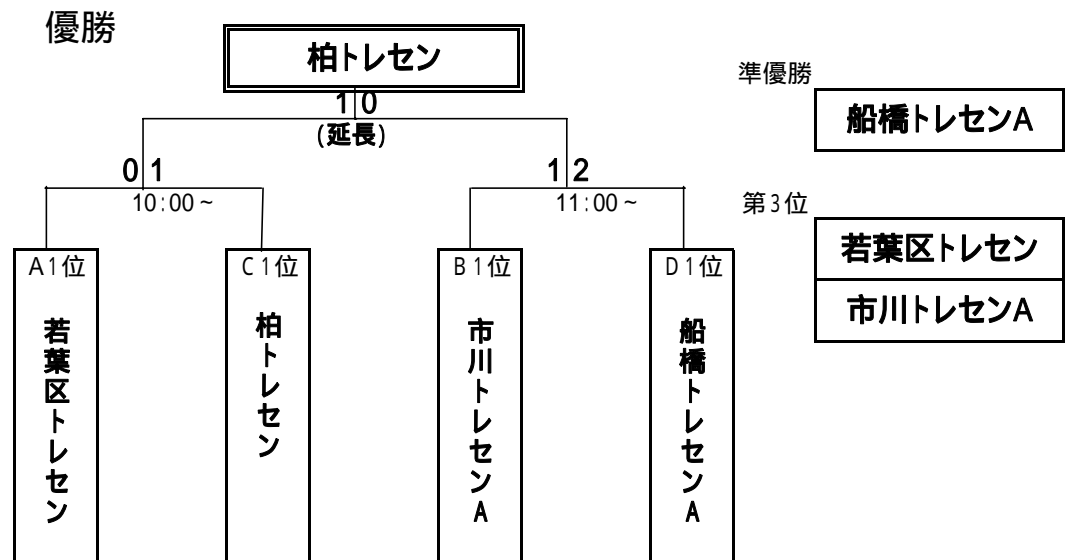 優勝
柏トレセン
1 0
(延長)
準優勝
船橋トレセンA
0 1
10:00~
1 2
11:00~
第3位
若葉区トレセン
市川トレセンA
A1位
若葉区トレセン
C1位
柏トレセン
B1位
市川トレセンA
D1位
船橋トレセンA